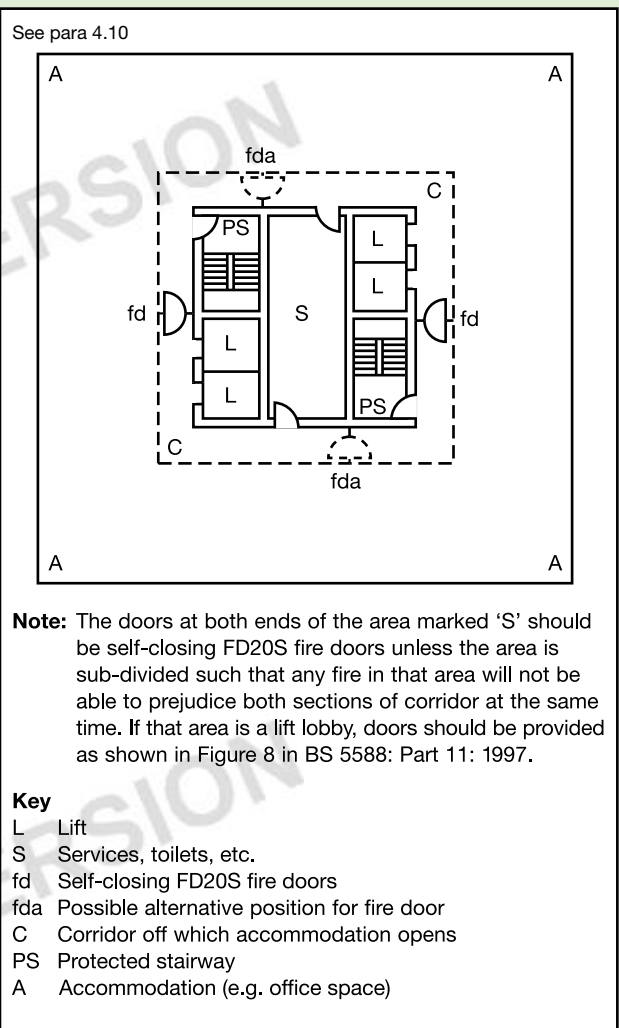 See para 4.10
A A
fda
C
PS
L
L
fd S fd
L
L
PS
C
fda
A A
Note: The doors at both ends of the area marked ‘S’ should
be self-closing FD20S fire doors unless the area is
sub-divided such that any fire in that area will not be
able to prejudice both sections of corridor at the same
time. If that area is a lift lobby, doors should be provided
as shown in Figure 8 in BS 5588: Part 11: 1997.
Key
L Lift
S Services, toilets, etc.
fd Self-closing FD20S fire doors
fda Possible alternative position for fire door
C Corridor off which accommodation opens
PS Protected stairway
A Accommodation (e.g. office space)
ERSION
ERSION